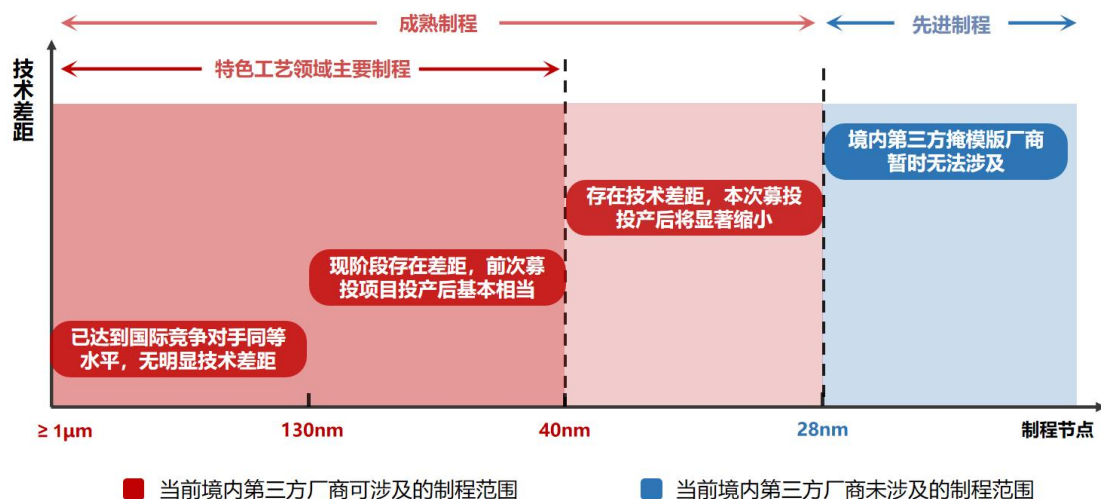 成熟制程
先进制程
特色工艺领域主要制程
技术差距
境内第三方掩模版厂商
暂时无法涉及
存在技术差距，本次募投
投产后将显著缩小
现阶段存在差距，前次募
投项目投产后基本相当
已达到国际竞争对手同等
水平，无明显技术差距
≥ 1μm
130nm
40nm
28nm
制程节点
当前境内第三方厂商可涉及的制程范围
当前境内第三方厂商未涉及的制程范围